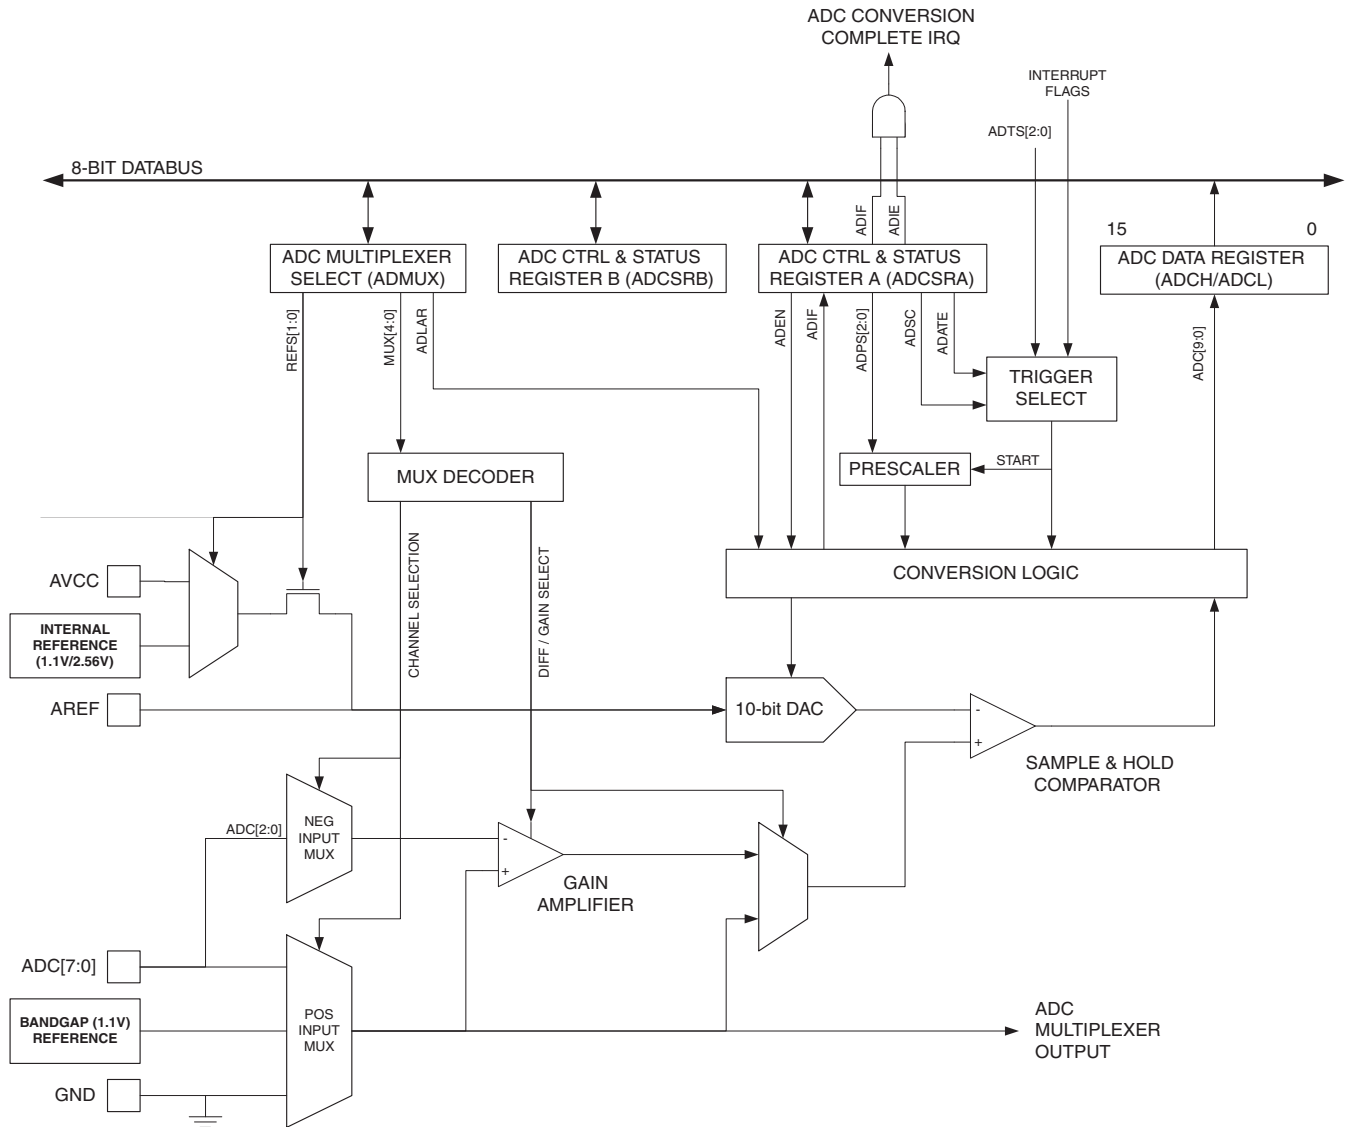 ADC CONVERSION
COMPLETE IRQ
INTERRUPT
FLAGS
ADTS[2:0]
8-BIT DATABUS
ADIF
ADIE
15
0
ADC MULTIPLEXER
SELECT (ADMUX)
ADC CTRL & STATUS
REGISTER B (ADCSRB)
ADC CTRL & STATUS
REGISTER A (ADCSRA)
ADC DATA REGISTER
(ADCH/ADCL)
REFS[1:0]
MUX[4:0]
ADLAR
ADEN
ADIF
ADPS[2:0]
ADSC
ADATE
ADC[9:0]
TRIGGER
SELECT
MUX DECODER
PRESCALER
START
CHANNEL SELECTION
DIFF / GAIN SELECT
AVCC
CONVERSION LOGIC
INTERNAL
REFERENCE
(1.1V/2.56V)
AREF
10-bit DAC
-
+
SAMPLE & HOLD
COMPARATOR
ADC[2:0]
NEG
INPUT
MUX
-
+
GAIN
AMPLIFIER
ADC[7:0]
BANDGAP (1.1V)
REFERENCE
POS
INPUT
MUX
ADC
MULTIPLEXER
OUTPUT
GND